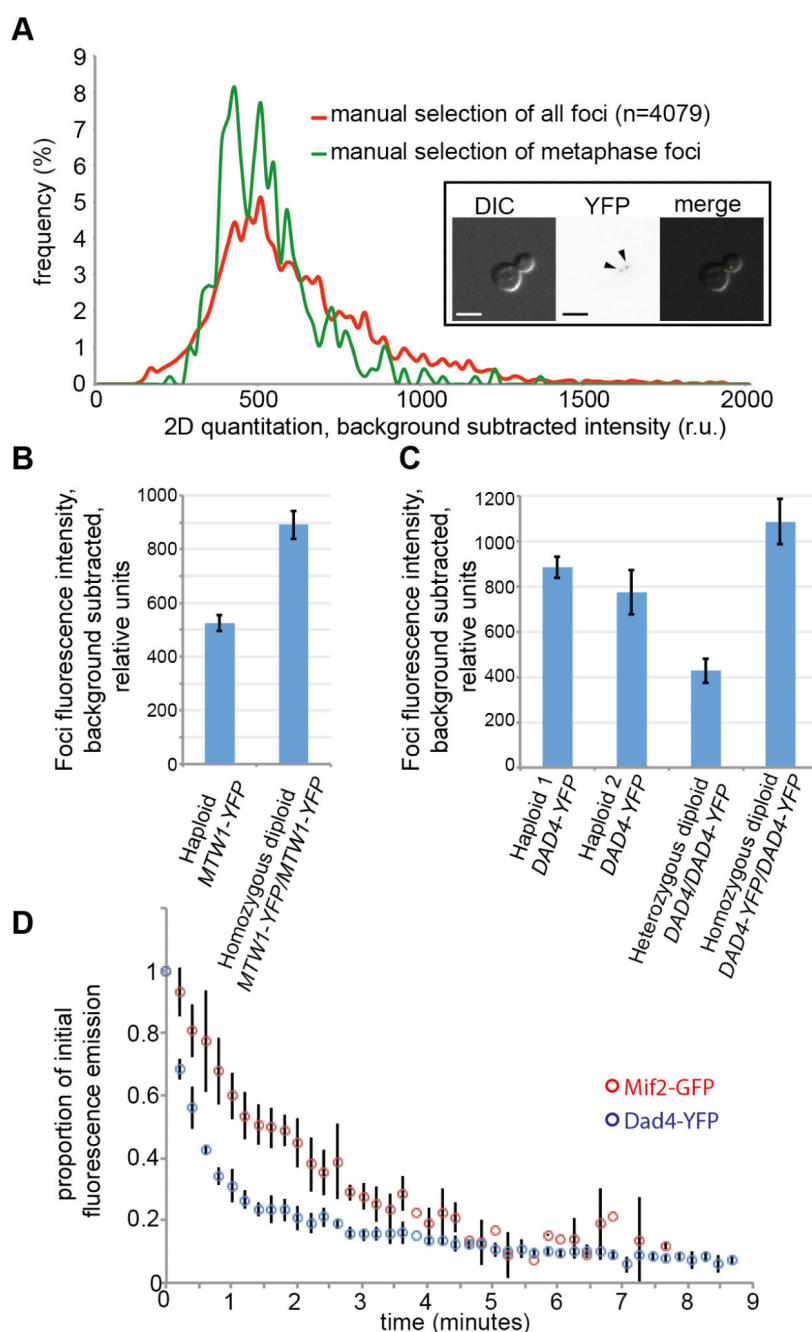 A
frequency (%)
9
8
7
6
5
4
3
2
1
0
manual selection of all foci (n=4079)
manual selection of metaphase foci
DIC
YFP
merge
0
500
1000
1500
2000
2D quantitation, background subtracted intensity (r.u.)
B
Foci fluorescence intensity,
background subtracted,
relative units
1000
800
600
400
200
0
Haploid
MTW1-YFP
Homozygous diploid
MTW1-YFP/MTW1-YFP
C
Foci fluorescence intensity,
background subtracted,
relative units
1200
1000
800
600
400
200
0
Haploid 1
DAD4-YFP
Haploid 2
DAD4-YFP
Heterozygous diploid
DAD4/DAD4-YFP
Homozygous diploid
DAD4-YFP/DAD4-YFP
D
proportion of initial
fluorescence emission
1
0.8
0.6
0.4
0.2
0
Mif2-GFP
Dad4-YFP
0
1
2
3
4
5
6
7
8
9
time (minutes)